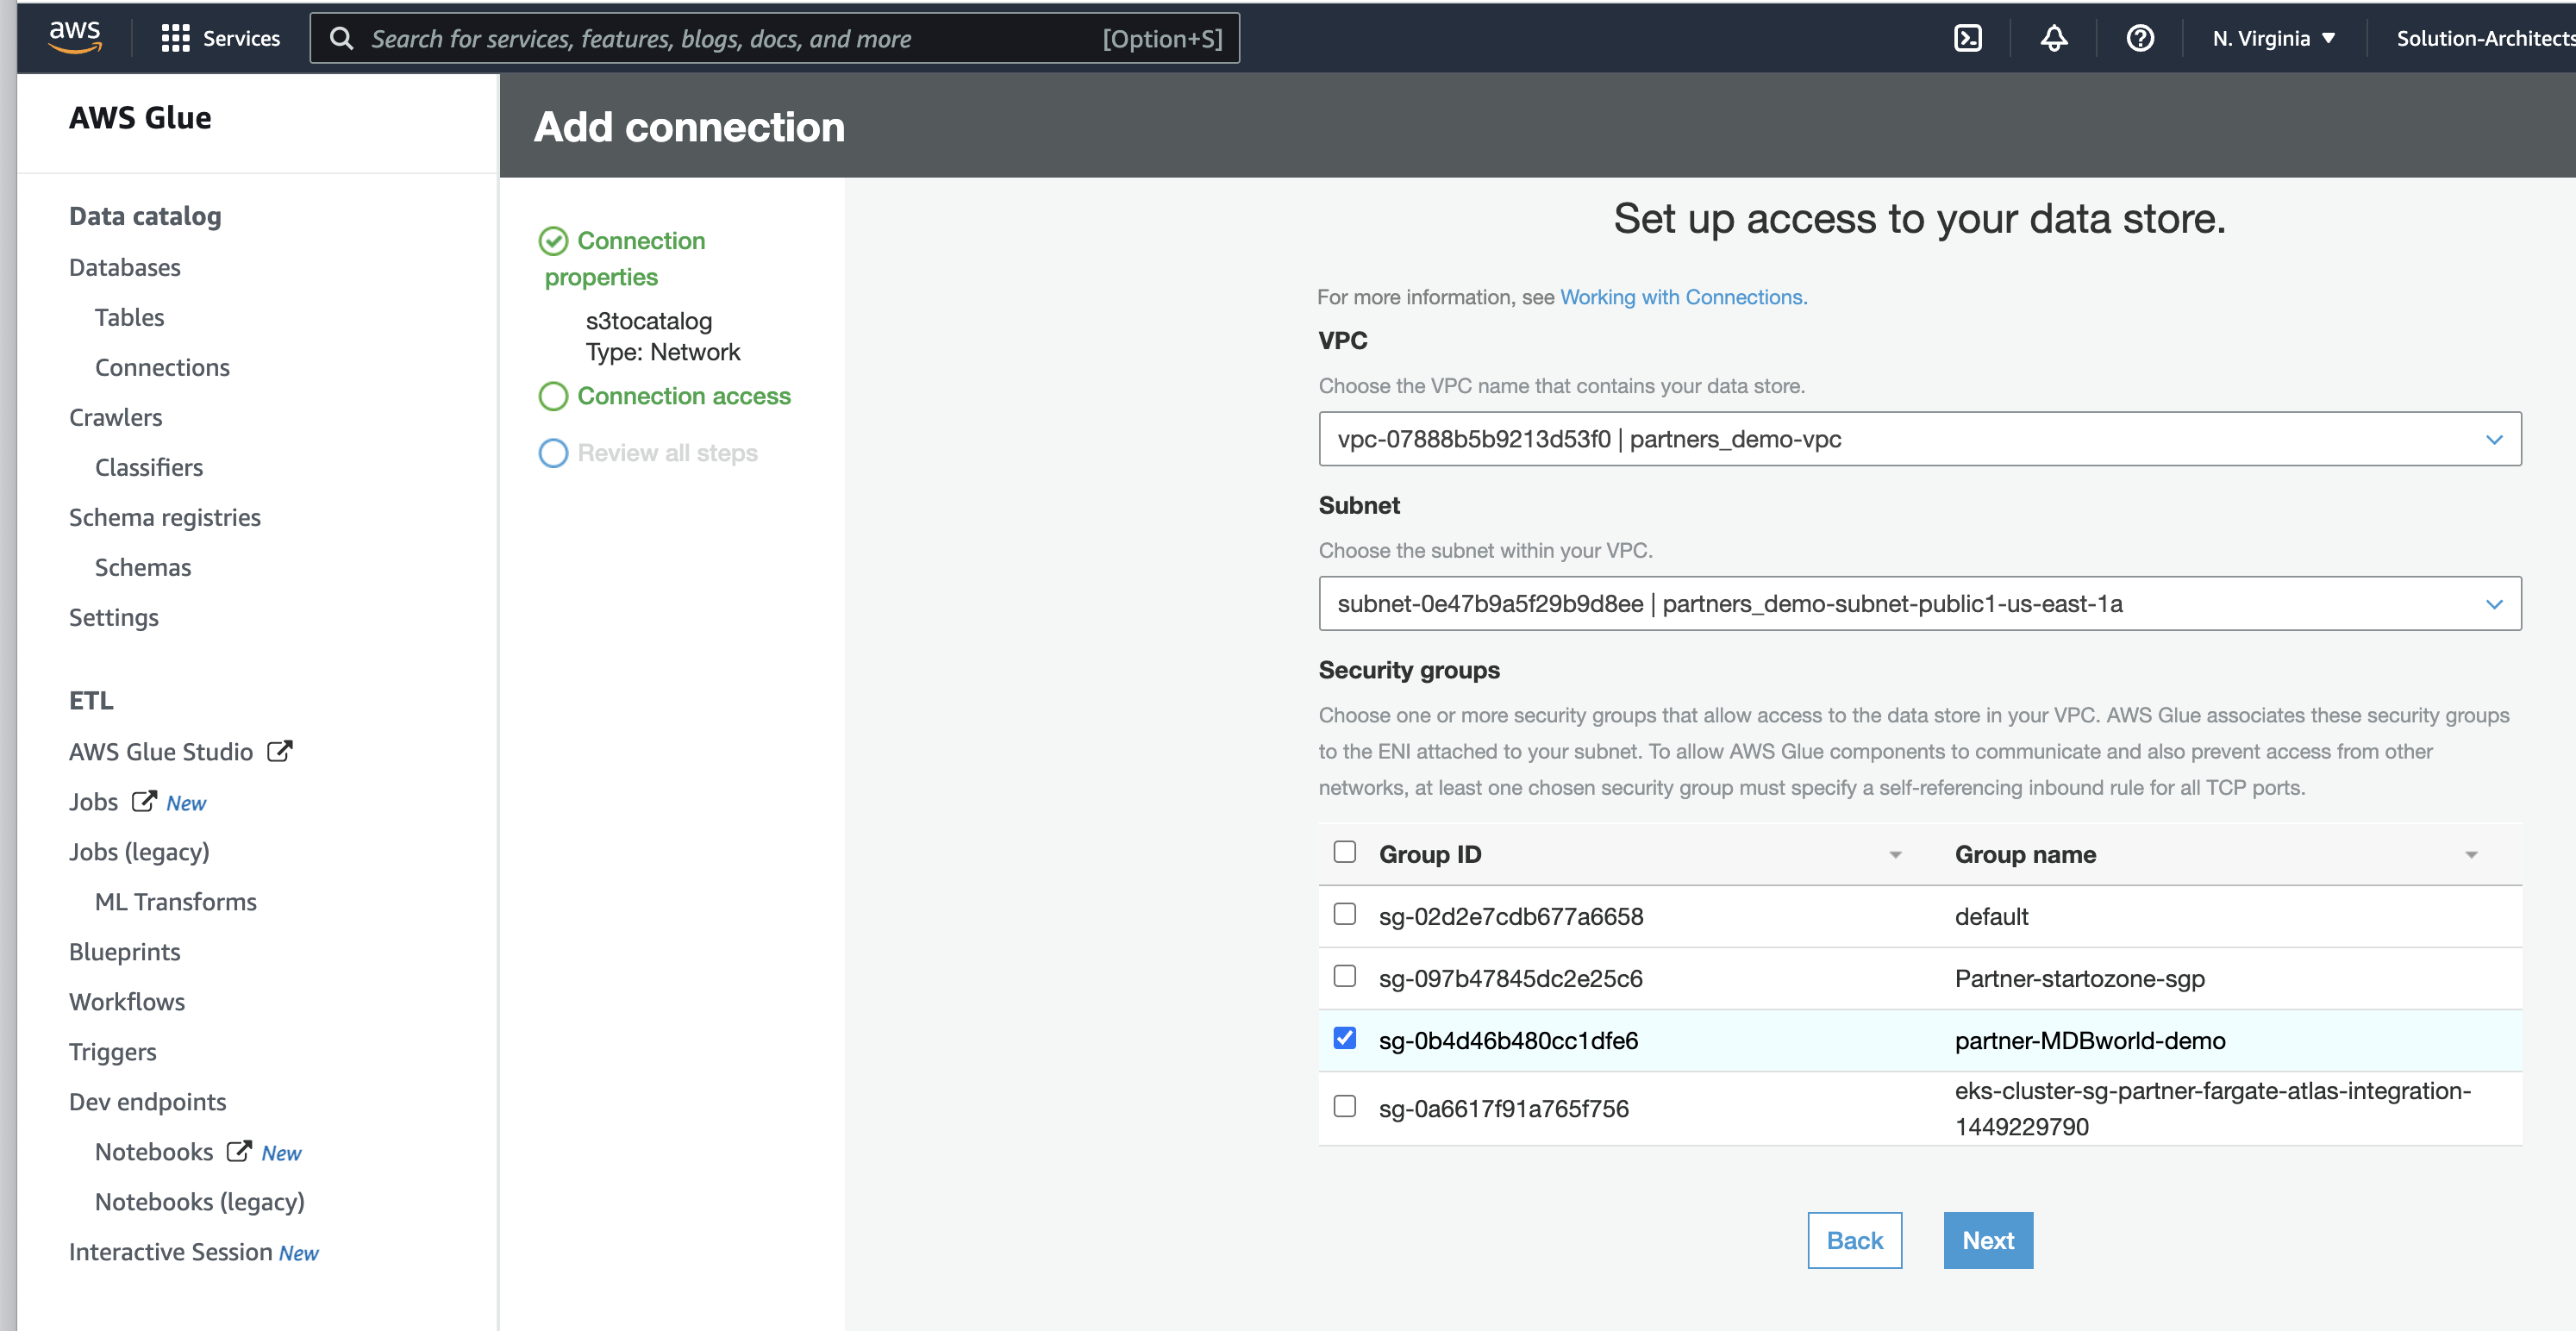 aws
Services
Search for services, features, blogs, docs, and more
[Option+S]
N. Virginia
Solution-Architects
AWS Glue
Data catalog
Databases
Tables
Connections
Crawlers
Classifiers
Schema registries
Schemas
Settings
ETL
AWS Glue Studio
Jobs New
Jobs (legacy)
ML Transforms
Blueprints
Workflows
Triggers
Dev endpoints
Notebooks New
Notebooks (legacy)
Interactive Session New
Add connection
Connection
properties
s3tocatalog
Type: Network
Connection access
Review all steps
Set up access to your data store.
For more information, see Working with Connections.
VPC
Choose the VPC name that contains your data store.
vpc-07888b5b9213d53f0 | partners_demo-vpc
Subnet
Choose the subnet within your VPC.
subnet-0e47b9a5f29b9d8ee | partners_demo-subnet-public1-us-east-1a
Security groups
Choose one or more security groups that allow access to the data store in your VPC. AWS Glue associates these security groups
to the ENI attached to your subnet. To allow AWS Glue components to communicate and also prevent access from other
networks, at least one chosen security group must specify a self-referencing inbound rule for all TCP ports.
Group ID Group name
sg-02d2e7cdb677a6658 default
sg-097b47845dc2e25c6 Partner-startozone-sgp
sg-0b4d46b480cc1dfe6 partner-MDBworld-demo
sg-0a6617f91a765f756 eks-cluster-sg-partner-fargate-atlas-integration-
1449229790
Back
Next